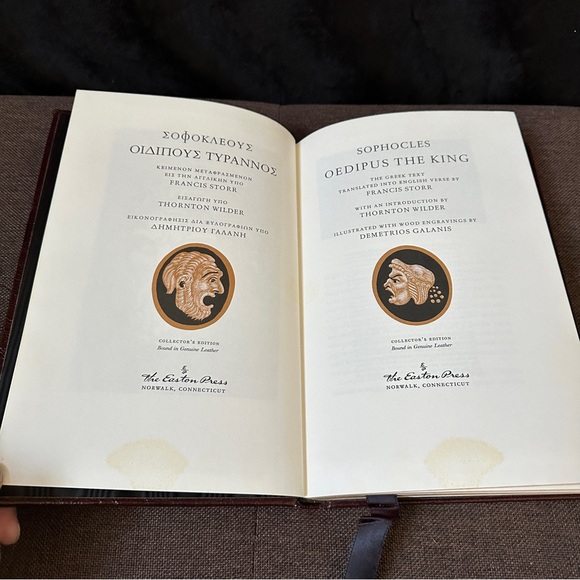 ΣΟΦΟΚΛΕΟΥΣ
ΟΙΔΙΠΟΥΣ ΤΥΡΑΝΝΟΣ
ΚΕΙΜΕΝΟΝ ΜΕΤΑΦΡΑΣΜΕΝΟΝ
ΕΙΣ ΤΗΝ ΑΓΓΛΙΚΗΝ ΥΠΟ
FRANCIS STORR
ΕΙΣΑΓΩΓΗ ΥΠΟ
THORNTON WILDER
ΕΙΚΟΝΟΓΡΑΦΗΣΕΙΣ ΔΙΑ ΞΥΛΟΓΡΑΦΙΩΝ ΥΠΟ
ΔΗΜΗΤΡΙΟΥ ΓΑΛΑΝΗ
COLLECTOR'S EDITION
Bound in Genuine Leather
The Easton Press
NORWALK, CONNECTICUT
SOPHOCLES
OEDIPUS THE KING
THE GREEK TEXT
TRANSLATED INTO ENGLISH VERSE BY
FRANCIS STORR
WITH AN INTRODUCTION BY
THORNTON WILDER
ILLUSTRATED WITH WOOD ENGRAVINGS BY
DEMETRIOS GALANIS
COLLECTOR'S EDITION
Bound in Genuine Leather
The Easton Press
NORWALK, CONNECTICUT